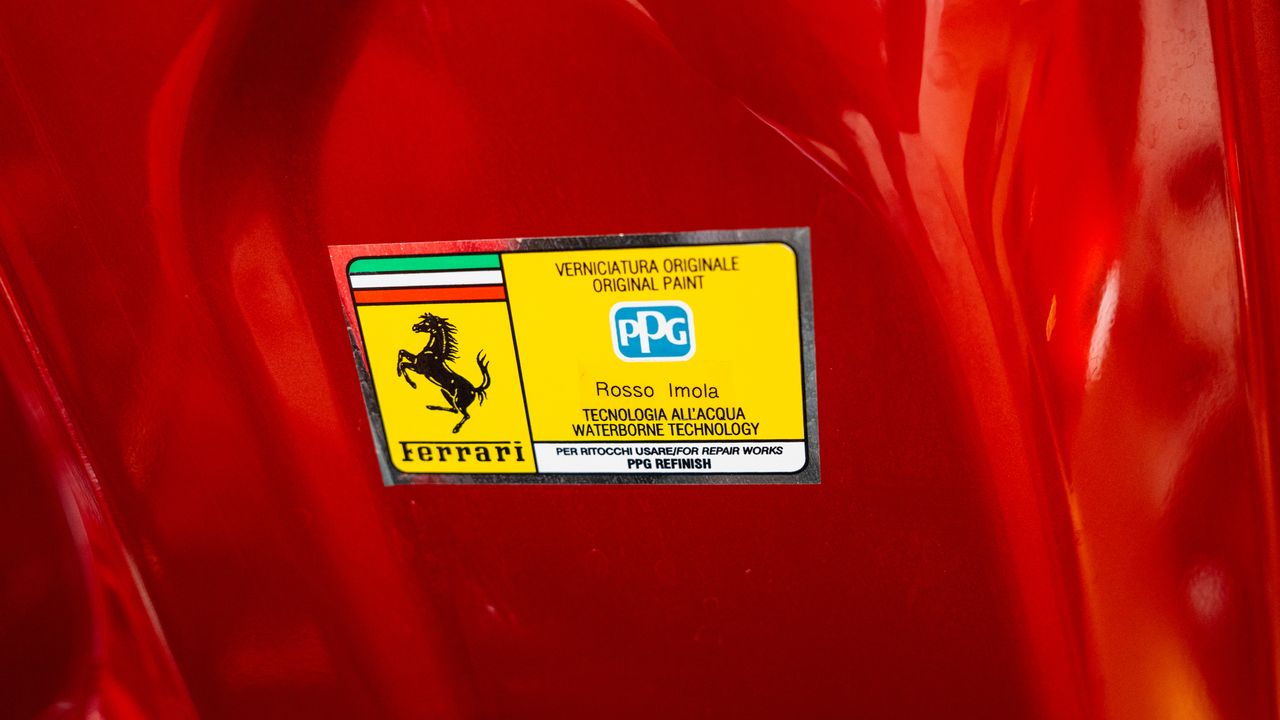 VERNICIATURA ORIGINALE
ORIGINAL PAINT
PPG
Rosso Imola
TECNOLOGIA ALL'ACQUA
WATERBORNE TECHNOLOGY
PER RITOCCHI USARE/FOR REPAIR WORKS
PPG REFINISH
Ferrari